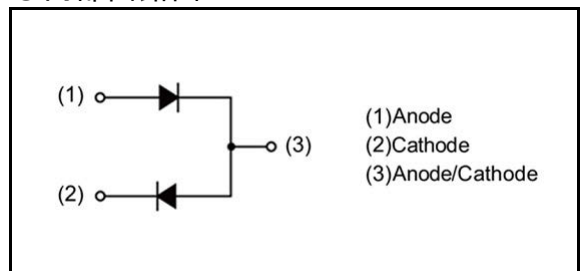 (1)
(1)Anode
(3)
(2)Cathode
(3)Anode/Cathode
(2)